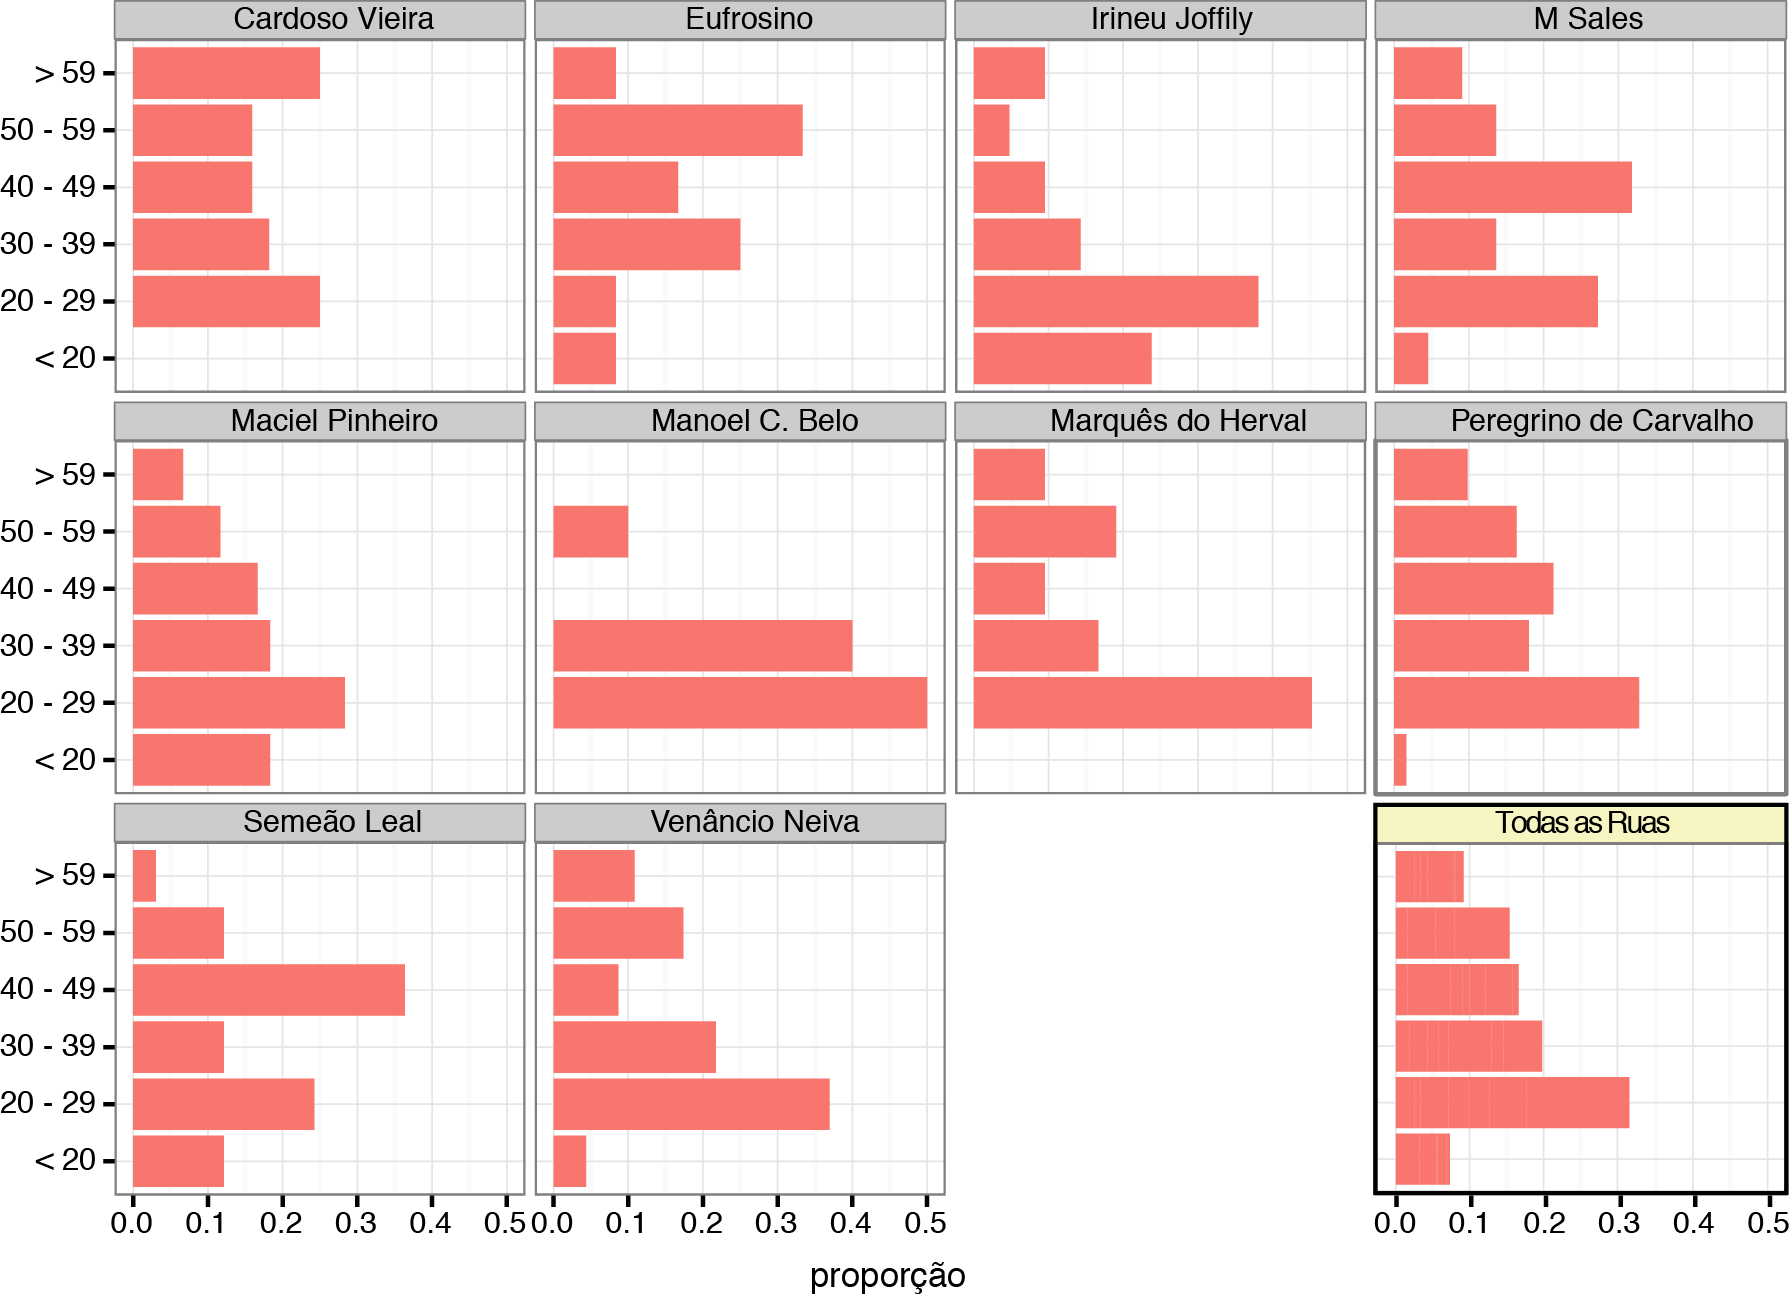 Cardoso Vieira Eufrosino Irineu Joffily M Sales
> 59
50 - 59
40 - 49
30 - 39
20 - 29
< 20
Maciel Pinheiro Manoel C. Belo Marquês do Herval Peregrino de Carvalho
> 59
50 - 59
40 - 49
30 - 39
20 - 29
< 20
Semeão Leal Venâncio Neiva Todas as Ruas
> 59
50 - 59
40 - 49
30 - 39
20 - 29
< 20
0.0 0.1 0.2 0.3 0.4 0.5 0.0 0.1 0.2 0.3 0.4 0.5 0.0 0.1 0.2 0.3 0.4 0.5
proporção